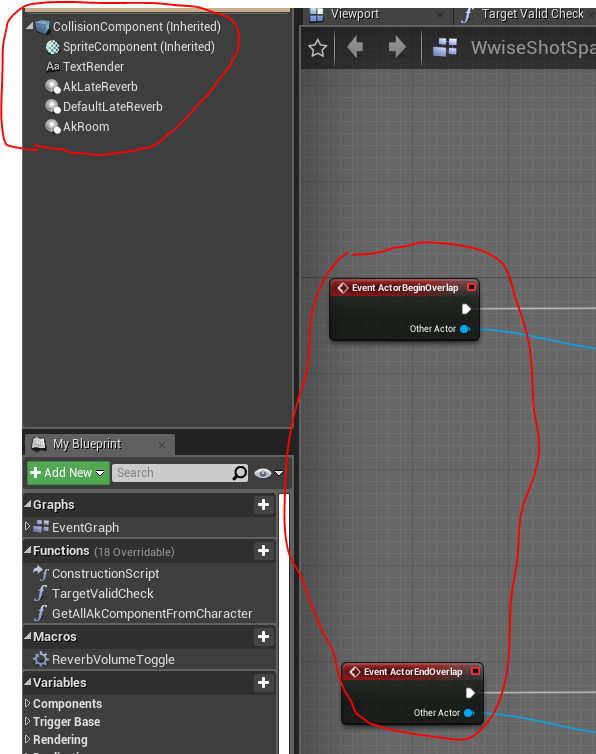 CollisionComponent (Inherited)
SpriteComponent (Inherited)
Aa TextRender
AkLateReverb
DefaultLateReverb
AkRoom
My Blueprint
Add New
Search
Graphs
EventGraph
Functions (18 Overridable)
ConstructionScript
TargetValidCheck
GetAllAkComponentFromCharacter
Macros
ReverbVolumeToggle
Variables
Components
Trigger Base
Rendering
Viewport
Target Valid Check
WwiseShotSpa
Event ActorBeginOverlap
Other Actor
Event ActorEndOverlap
Other Actor